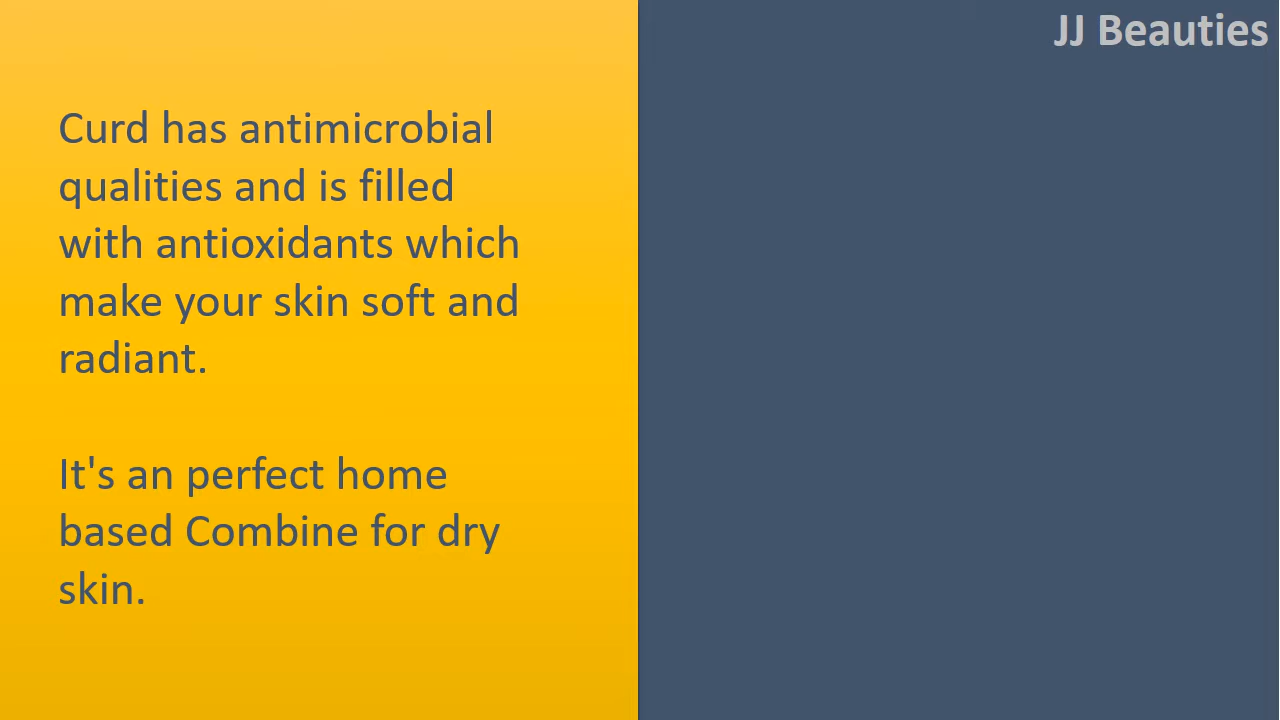 JJ Beauties
Curd has antimicrobial
qualities and is filled
with antioxidants which
make your skin soft and
radiant.
It's an perfect home
based Combine for dry
skin.